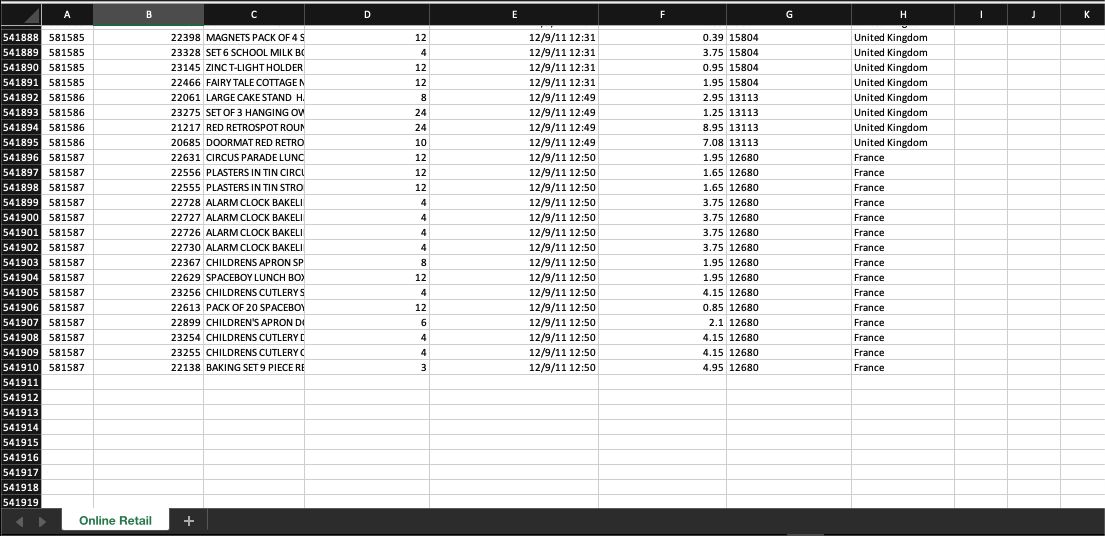 A B C D E F G H I J K
541888 581585 22398 MAGNETS PACK OF 4 S 12 12/9/11 12:31 0.39 15804 United Kingdom
541889 581585 23328 SET 6 SCHOOL MILK BO 4 12/9/11 12:31 3.75 15804 United Kingdom
541890 581585 23145 ZINC T-LIGHT HOLDER 12 12/9/11 12:31 0.95 15804 United Kingdom
541891 581585 22466 FAIRY TALE COTTAGE N 12 12/9/11 12:31 1.95 15804 United Kingdom
541892 581586 22061 LARGE CAKE STAND HA 8 12/9/11 12:49 2.95 13113 United Kingdom
541893 581586 23275 SET OF 3 HANGING OW 24 12/9/11 12:49 1.25 13113 United Kingdom
541894 581586 21217 RED RETROSPOT ROUN 24 12/9/11 12:49 8.95 13113 United Kingdom
541895 581586 20685 DOORMAT RED RETRO 10 12/9/11 12:49 7.08 13113 United Kingdom
541896 581587 22631 CIRCUS PARADE LUNC 12 12/9/11 12:50 1.95 12680 France
541897 581587 22556 PLASTERS IN TIN CIRCU 12 12/9/11 12:50 1.65 12680 France
541898 581587 22555 PLASTERS IN TIN STRO 12 12/9/11 12:50 1.65 12680 France
541899 581587 22728 ALARM CLOCK BAKELI 4 12/9/11 12:50 3.75 12680 France
541900 581587 22727 ALARM CLOCK BAKELI 4 12/9/11 12:50 3.75 12680 France
541901 581587 22726 ALARM CLOCK BAKELI 4 12/9/11 12:50 3.75 12680 France
541902 581587 22730 ALARM CLOCK BAKELI 4 12/9/11 12:50 3.75 12680 France
541903 581587 22367 CHILDRENS APRON SP 8 12/9/11 12:50 1.95 12680 France
541904 581587 22629 SPACEBOY LUNCH BOX 12 12/9/11 12:50 1.95 12680 France
541905 581587 23256 CHILDRENS CUTLERY S 4 12/9/11 12:50 4.15 12680 France
541906 581587 22613 PACK OF 20 SPACEBOY 12 12/9/11 12:50 0.85 12680 France
541907 581587 22899 CHILDREN'S APRON DO 6 12/9/11 12:50 2.1 12680 France
541908 581587 23254 CHILDRENS CUTLERY D 4 12/9/11 12:50 4.15 12680 France
541909 581587 23255 CHILDRENS CUTLERY C 4 12/9/11 12:50 4.15 12680 France
541910 581587 22138 BAKING SET 9 PIECE RE 3 12/9/11 12:50 4.95 12680 France
541911
541912
541913
541914
541915
541916
541917
541918
541919
Online Retail +